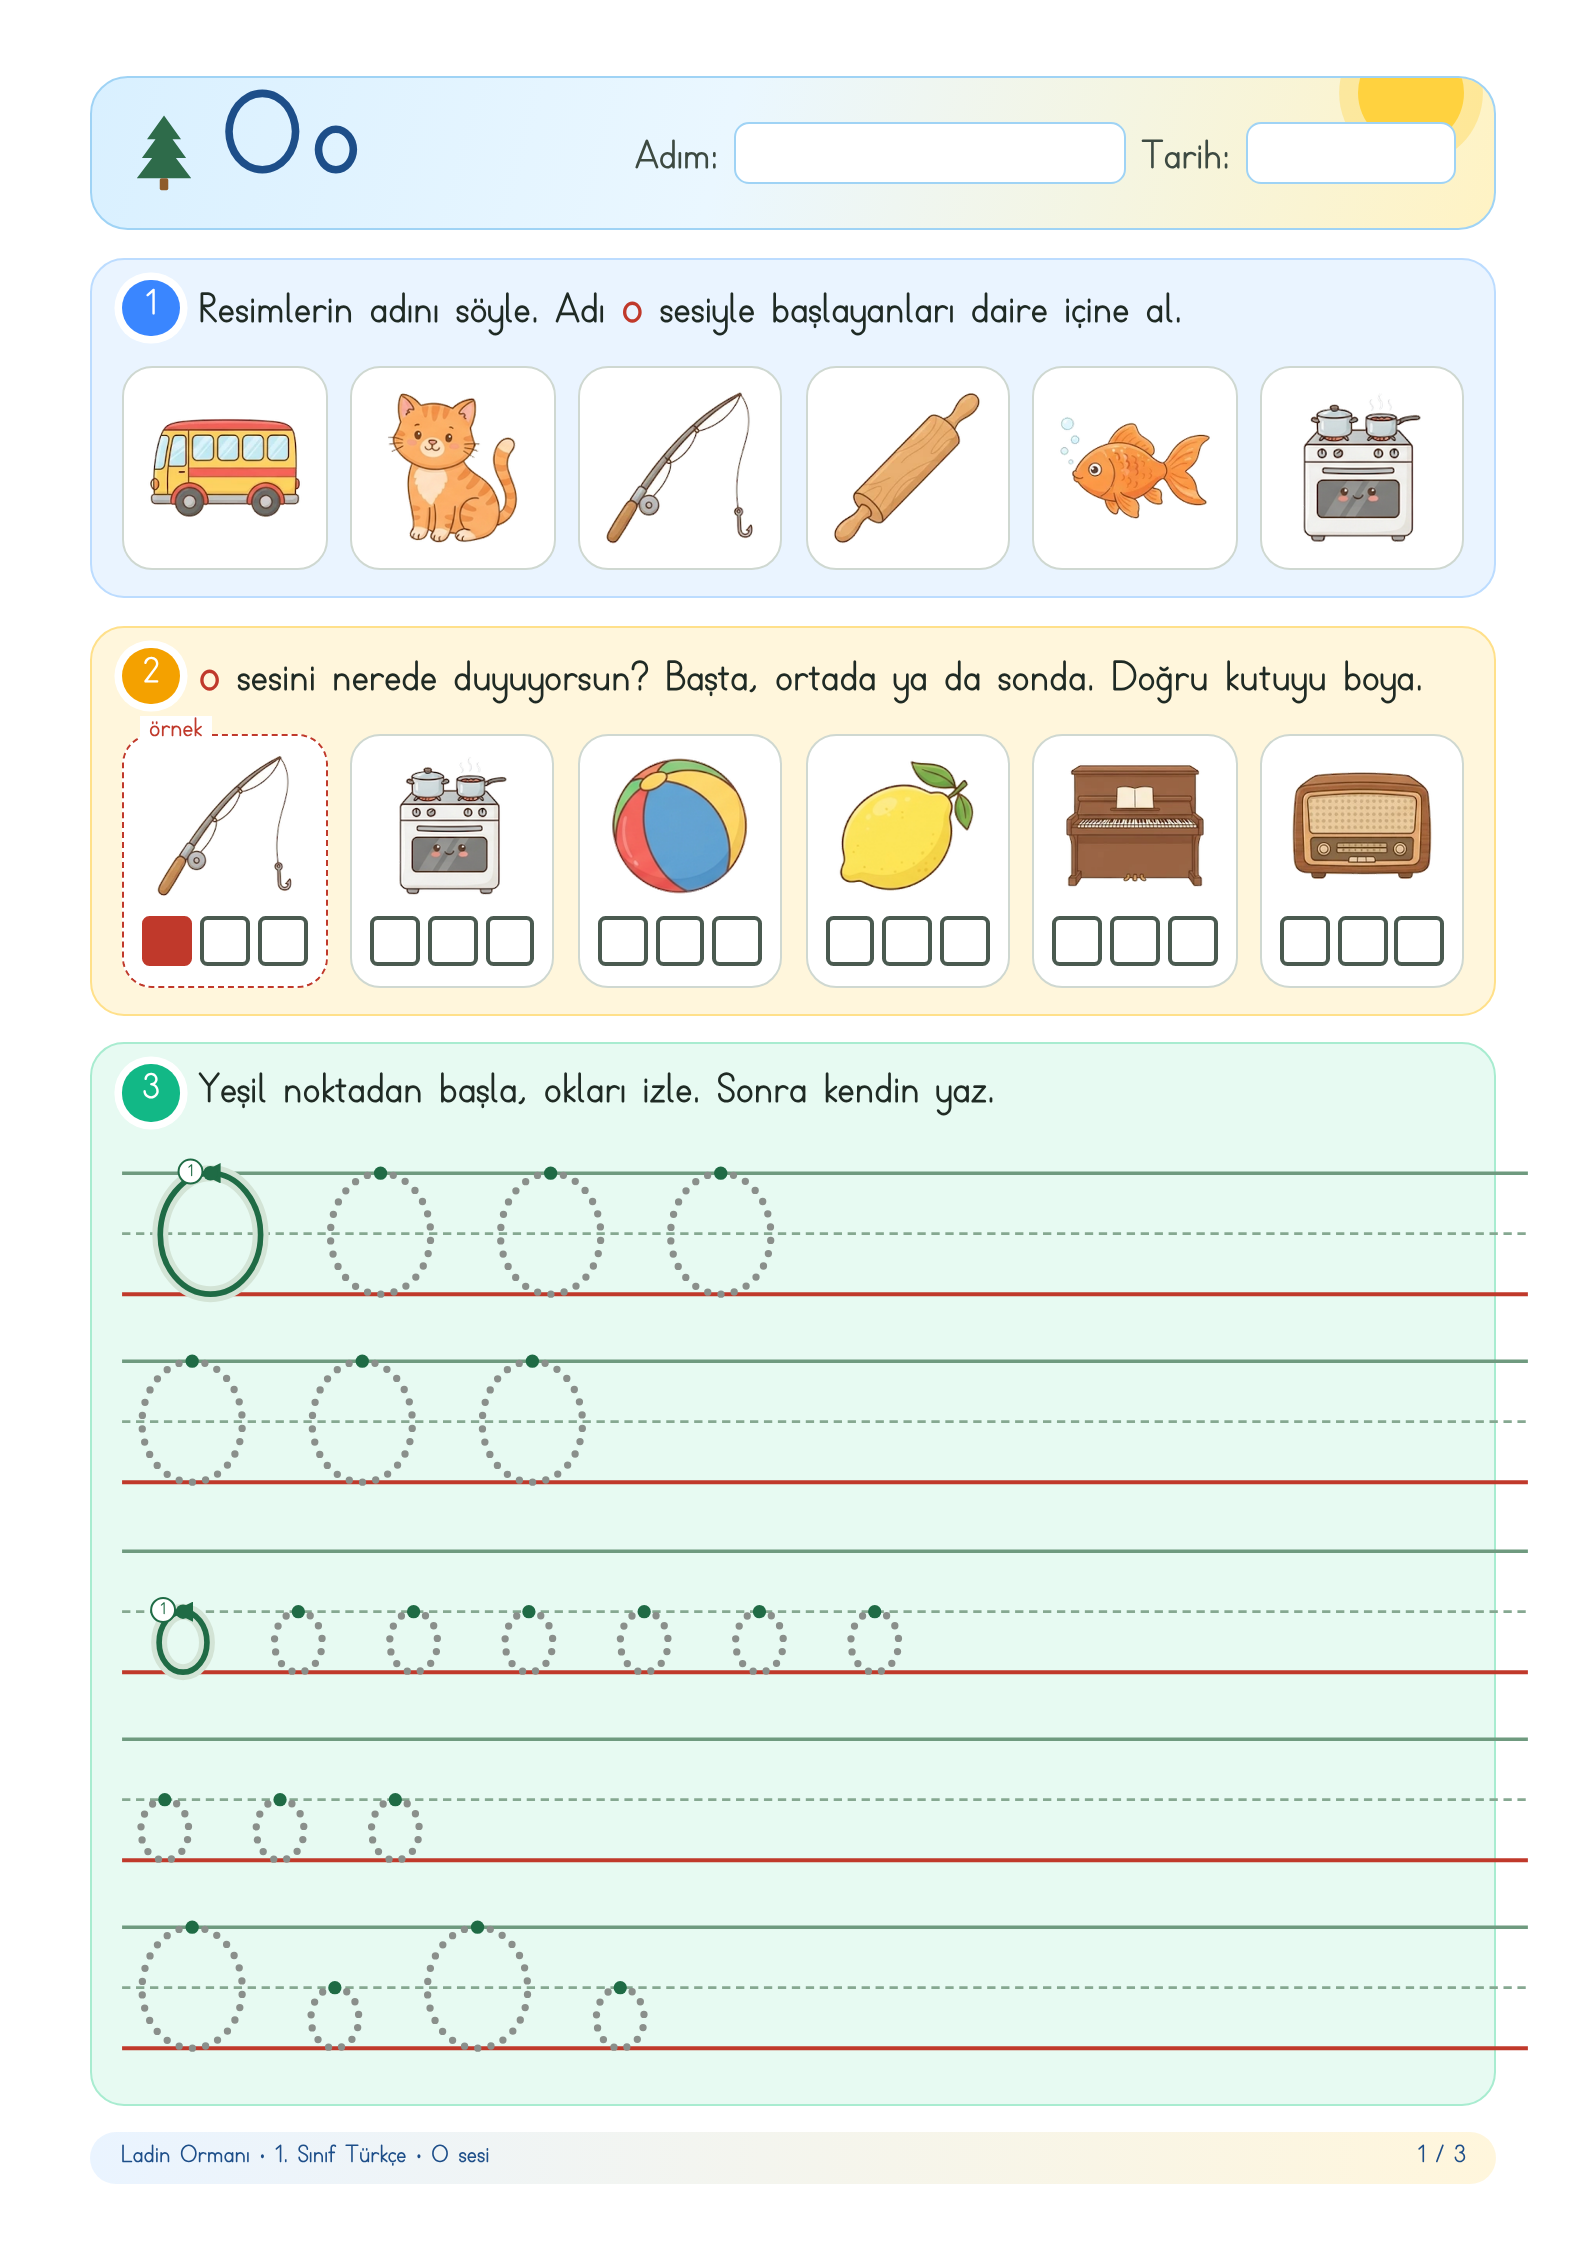 Oo
Adım:
Tarih:
1 Resimlerin adını söyle. Adı o sesiyle başlayanları daire içine al.
2 o sesini nerede duyuyorsun? Başta, ortada ya da sonda. Doğru kutuyu boya.
örnek
3 Yeşil noktadan başla, okları izle. Sonra kendin yaz.
1 O O O O
O O O
1 o o o o o o o
o o o
O o O o
Ladin Ormanı • 1. Sınıf Türkçe • O sesi
1 / 3